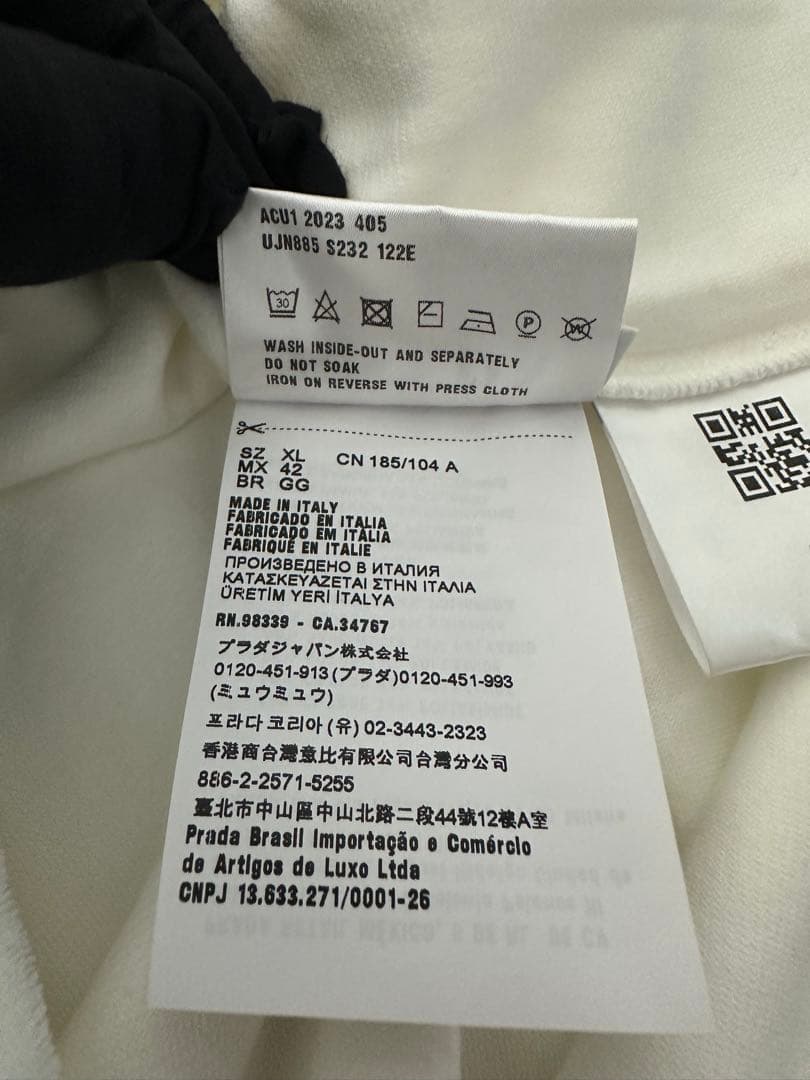 ACU1 2023 405
UJN885 S232 122E
30
P
W
WASH INSIDE-OUT AND SEPARATELY
DO NOT SOAK
IRON ON REVERSE WITH PRESS CLOTH
SZ XL CN 185/104 A
MX 42
BR GG
MADE IN ITALY
FABRICADO EN ITALIA
FABRICADO EM ITÁLIA
FABRIQUÉ EN ITALIE
ПРОИЗВЕДЕНО В ИТАЛИЯ
ΚΑΤΑΣΚΕΥΑΖΕΤΑΙ ΣΤΗΝ ΙΤΑΛΙΑ
ÜRETİM YERİ İTALYA
RN.98339 - CA.34767
プラダジャパン株式会社
0120-451-913(プラダ)0120-451-993
(ミュウミュウ)
프라다 코리아 (유) 02-3443-2323
香港商台灣意比有限公司台灣分公司
886-2-2571-5255
臺北市中山區中山北路二段44號12樓A室
Prada Brasil Importação e Comércio
de Artigos de Luxo Ltda
CNPJ 13.633.271/0001-26